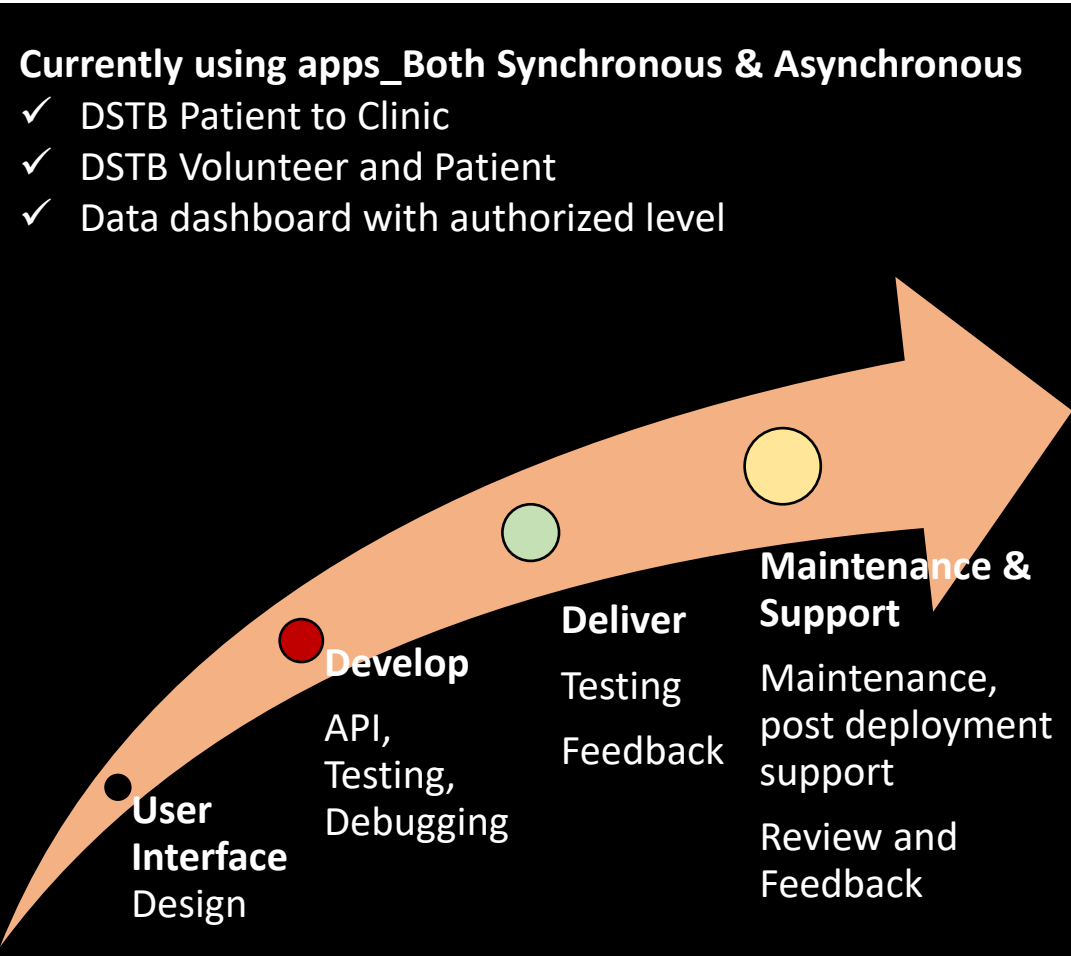 Currently using apps_Both Synchronous & Asynchronous
✓ DSTB Patient to Clinic
✓ DSTB Volunteer and Patient
✓ Data dashboard with authorized level
User
Interface
Design
Develop
API,
Testing,
Debugging
Deliver
Testing
Feedback
Maintenance &
Support
Maintenance,
post deployment
support
Review and
Feedback